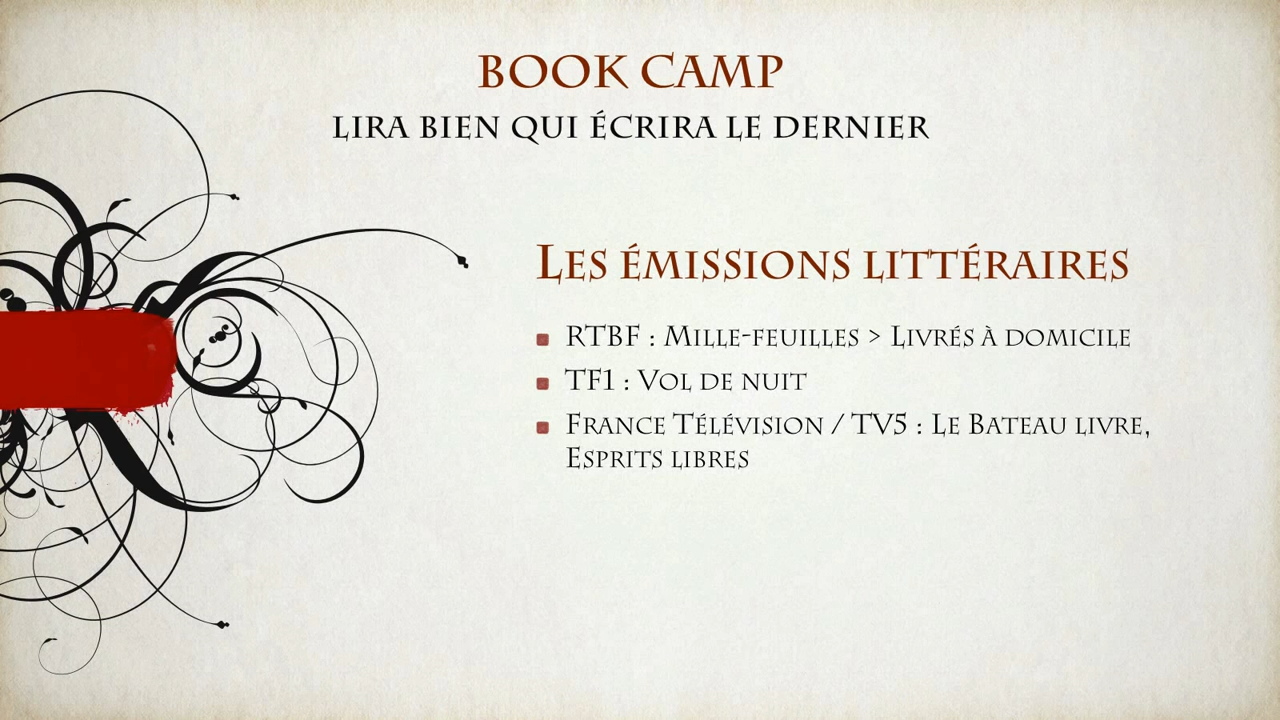 BOOK CAMP
LIRA BIEN QUI ÉCRIRA LE DERNIER
LES ÉMISSIONS LITTÉRAIRES
RTBF : MILLE-FEUILLES > LIVRÉS À DOMICILE
TF1 : VOL DE NUIT
FRANCE TÉLÉVISION / TV5 : LE BATEAU LIVRE,
ESPRITS LIBRES